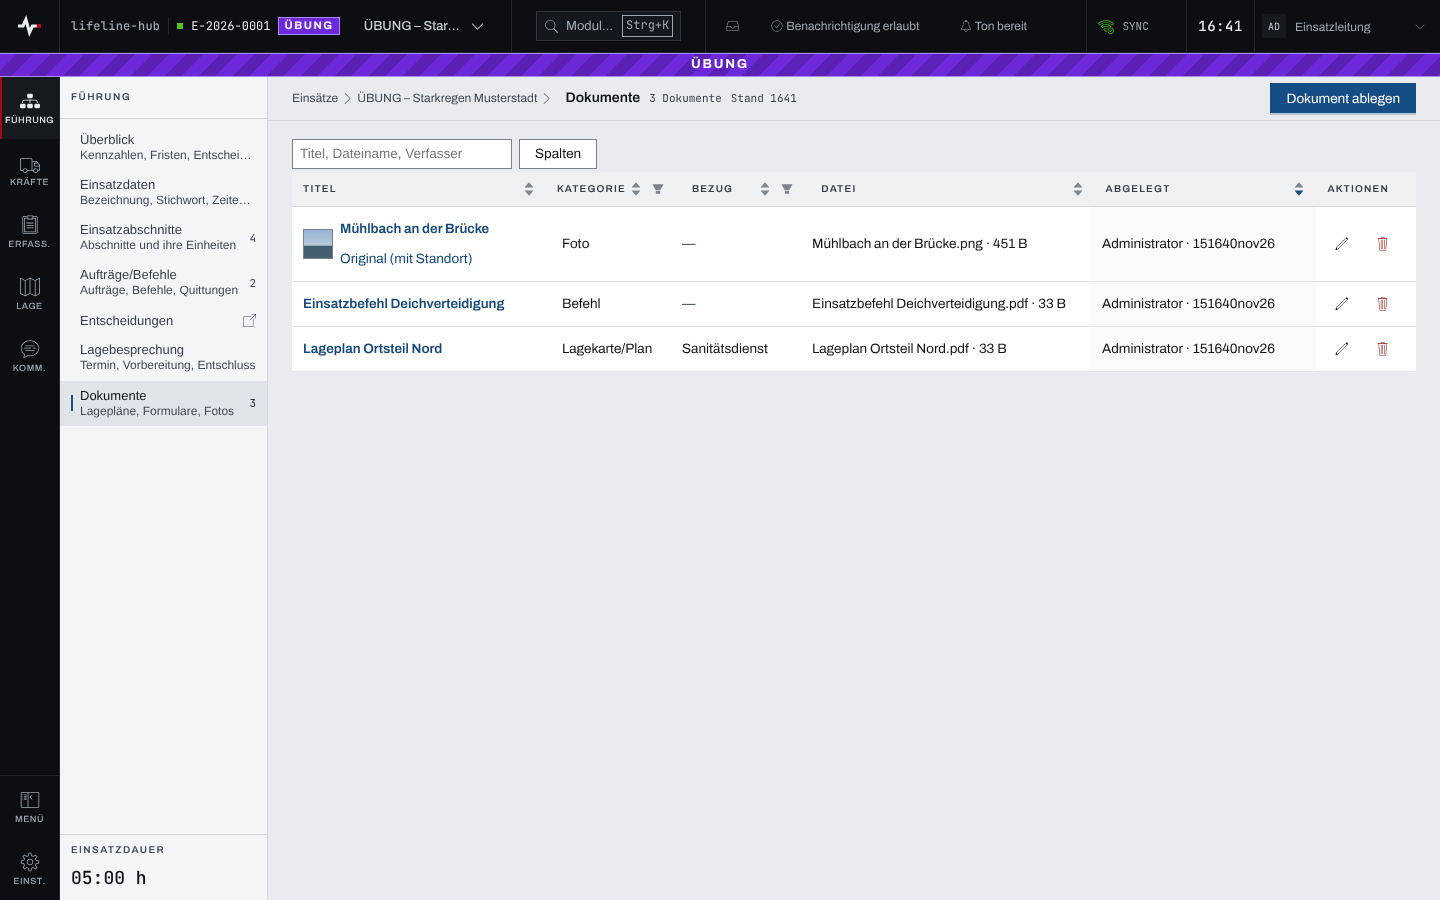 lifeline-hub E-2026-0001 ÜBUNG ÜBUNG – Star... Modul... Strg+K Benachrichtigung erlaubt Ton bereit SYNC 16:41 AD Einsatzleitung
ÜBUNG
FÜHRUNG
KRÄFTE
ERFASS.
LAGE
KOMM.
MENÜ
EINST.
FÜHRUNG
Überblick
Kennzahlen, Fristen, Entschei...
Einsatzdaten
Bezeichnung, Stichwort, Zeite...
Einsatzabschnitte
Abschnitte und ihre Einheiten 4
Aufträge/Befehle
Aufträge, Befehle, Quittungen 2
Entscheidungen
Lagebesprechung
Termin, Vorbereitung, Entschluss
Dokumente
Lagepläne, Formulare, Fotos 3
EINSATZDAUER
05:00 h
Einsätze ÜBUNG – Starkregen Musterstadt Dokumente 3 Dokumente Stand 1641 Dokument ablegen
Titel, Dateiname, Verfasser Spalten
TITEL KATEGORIE BEZUG DATEI ABGELEGT AKTIONEN
Mühlbach an der Brücke
Original (mit Standort) Foto — Mühlbach an der Brücke.png · 451 B Administrator · 151640nov26
Einsatzbefehl Deichverteidigung Befehl — Einsatzbefehl Deichverteidigung.pdf · 33 B Administrator · 151640nov26
Lageplan Ortsteil Nord Lagekarte/Plan Sanitätsdienst Lageplan Ortsteil Nord.pdf · 33 B Administrator · 151640nov26